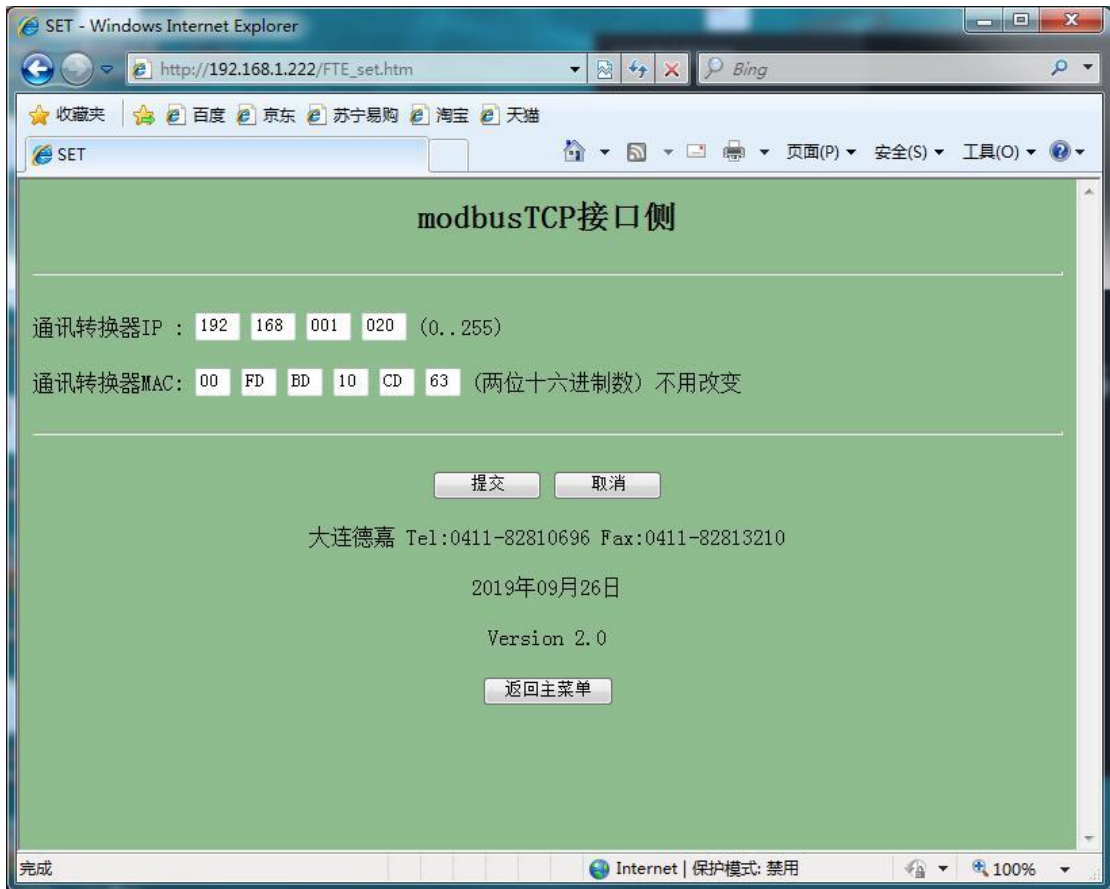 SET - Windows Internet Explorer
http://192.168.1.222/FTE_set.htm
Bing
收藏夹 百度 京东 苏宁易购 淘宝 天猫
SET 页面(P) 安全(S) 工具(O)
modbusTCP接口侧
通讯转换器IP : 192 168 001 020 (0..255)
通讯转换器MAC: 00 FD BD 10 CD 63 (两位十六进制数) 不用改变
提交 取消
大连德嘉 Tel:0411-82810696 Fax:0411-82813210
2019年09月26日
Version 2.0
返回主菜单
完成 Internet | 保护模式: 禁用 100%